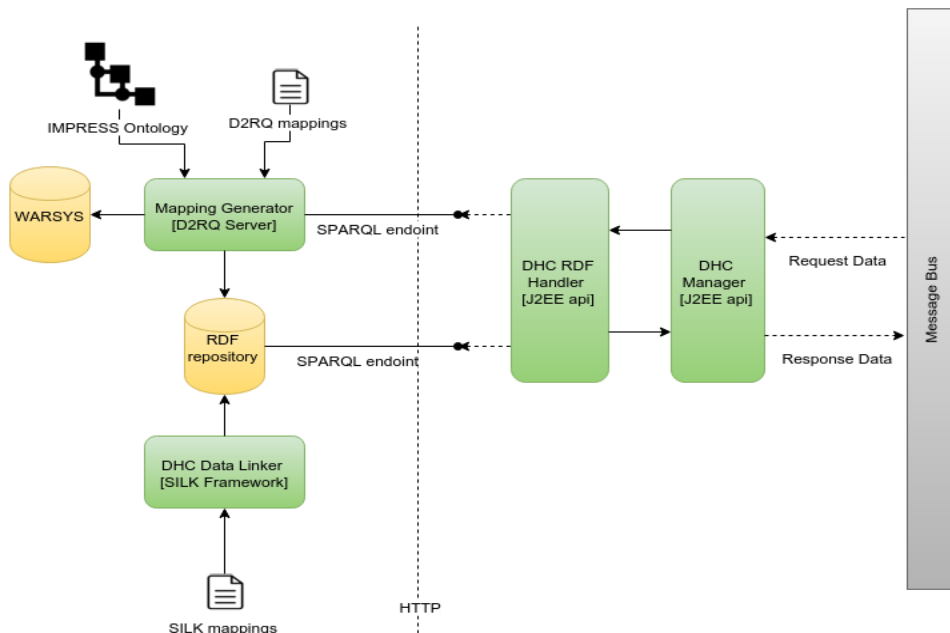 IMPRESS Ontology
D2RQ mappings
WARSYS
Mapping Generator
[D2RQ Server]
SPARQL endoint
DHC RDF
Handler
[J2EE api]
DHC
Manager
[J2EE api]
Request Data
Message Bus
RDF
repository
SPARQL endoint
Response Data
DHC Data Linker
[SILK Framework]
HTTP
SILK mappings